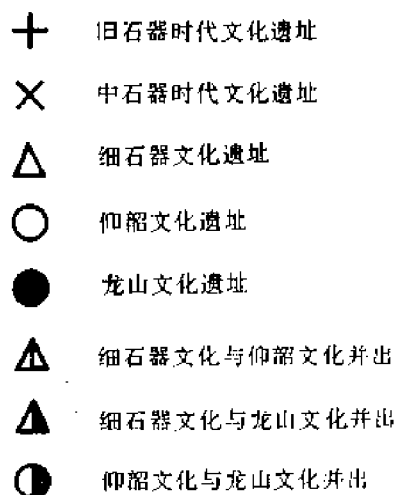 旧石器时代文化遗址
中石器时代文化遗址
细石器文化遗址
仰韶文化遗址
龙山文化遗址
细石器文化与仰韶文化并出
细石器文化与龙山文化并出
仰韶文化与龙山文化并出